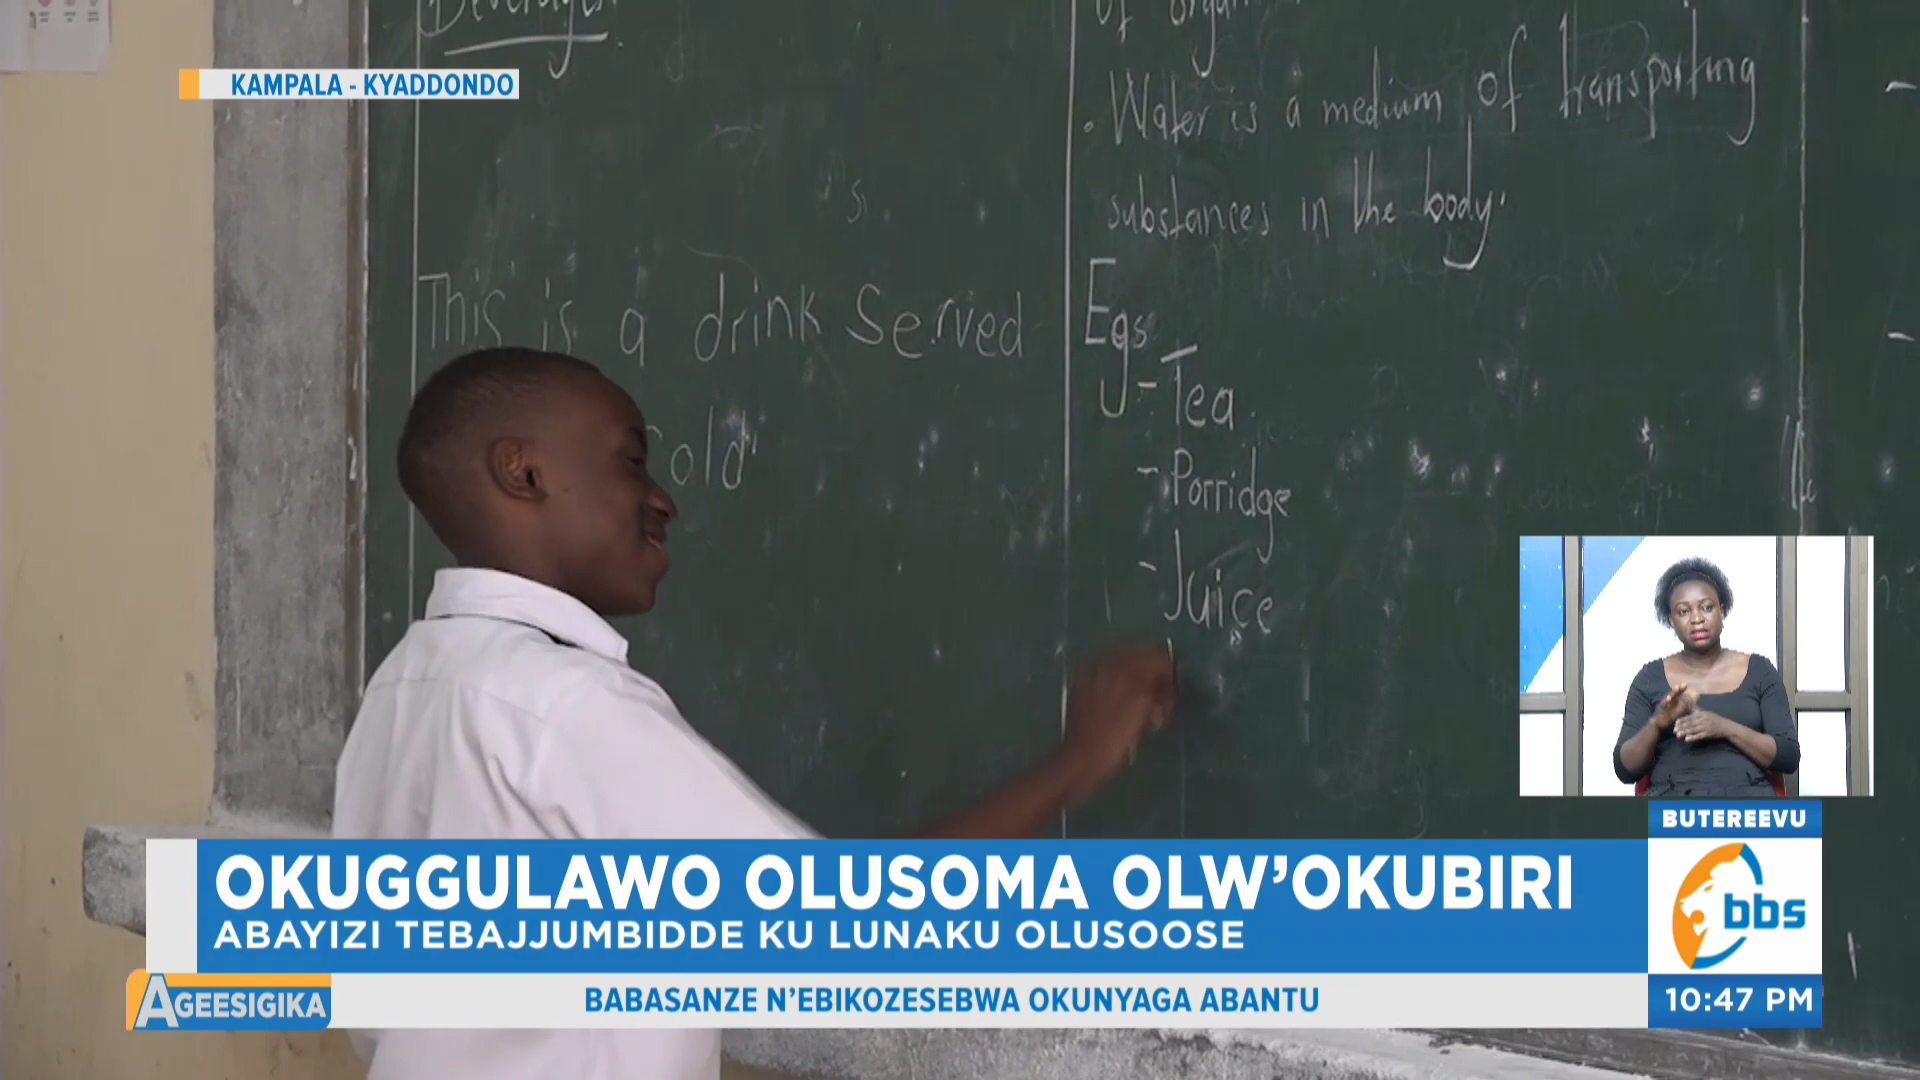 KAMPALA - KYADDONDO
Beverages.
This is a drink Served
Cold
Water is a medium of transporting
substances in the body.
Egs
- Tea
- Porridge
- Juice
BUTEREEVU
bbs
10:47 PM
OKUGGULAWO OLUSOMA OLW'OKUBIRI
ABAYIZI TEBAJJUMBIDDE KU LUNAKU OLUSOOSE
AGEESIGIKA
BABASANZE N'EBIKOZESEBWA OKUNYAGA ABANTU